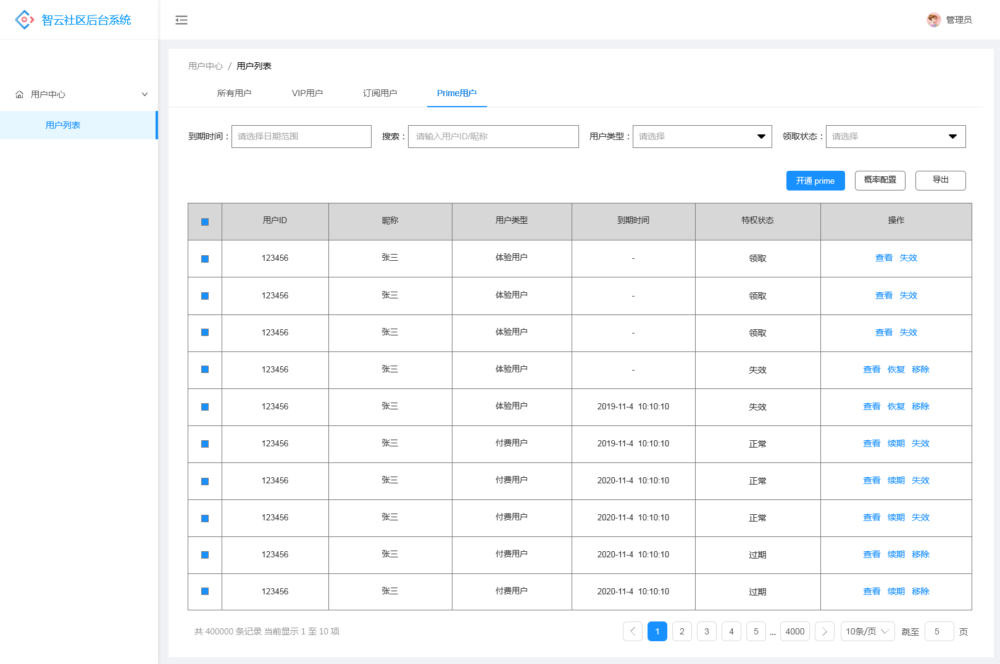 智云社区后台系统
管理员
用户中心 / 用户列表
用户中心
用户列表
所有用户 VIP用户 订阅用户 Prime用户
到期时间： 请选择日期范围 搜索： 请输入用户ID/昵称 用户类型： 请选择 领取状态： 请选择
开通 prime 概率配置 导出
用户ID 昵称 用户类型 到期时间 特权状态 操作
123456 张三 体验用户 - 领取 查看 失效
123456 张三 体验用户 - 领取 查看 失效
123456 张三 体验用户 - 领取 查看 失效
123456 张三 体验用户 - 失效 查看 恢复 移除
123456 张三 体验用户 2019-11-4 10:10:10 失效 查看 恢复 移除
123456 张三 付费用户 2019-11-4 10:10:10 正常 查看 续期 失效
123456 张三 付费用户 2020-11-4 10:10:10 正常 查看 续期 失效
123456 张三 付费用户 2020-11-4 10:10:10 正常 查看 续期 失效
123456 张三 付费用户 2020-11-4 10:10:10 过期 查看 续期 移除
123456 张三 付费用户 2020-11-4 10:10:10 过期 查看 续期 移除
共 400000 条记录 当前显示 1 至 10 项 1 2 3 4 5 ... 4000 10条/页 跳至 5 页